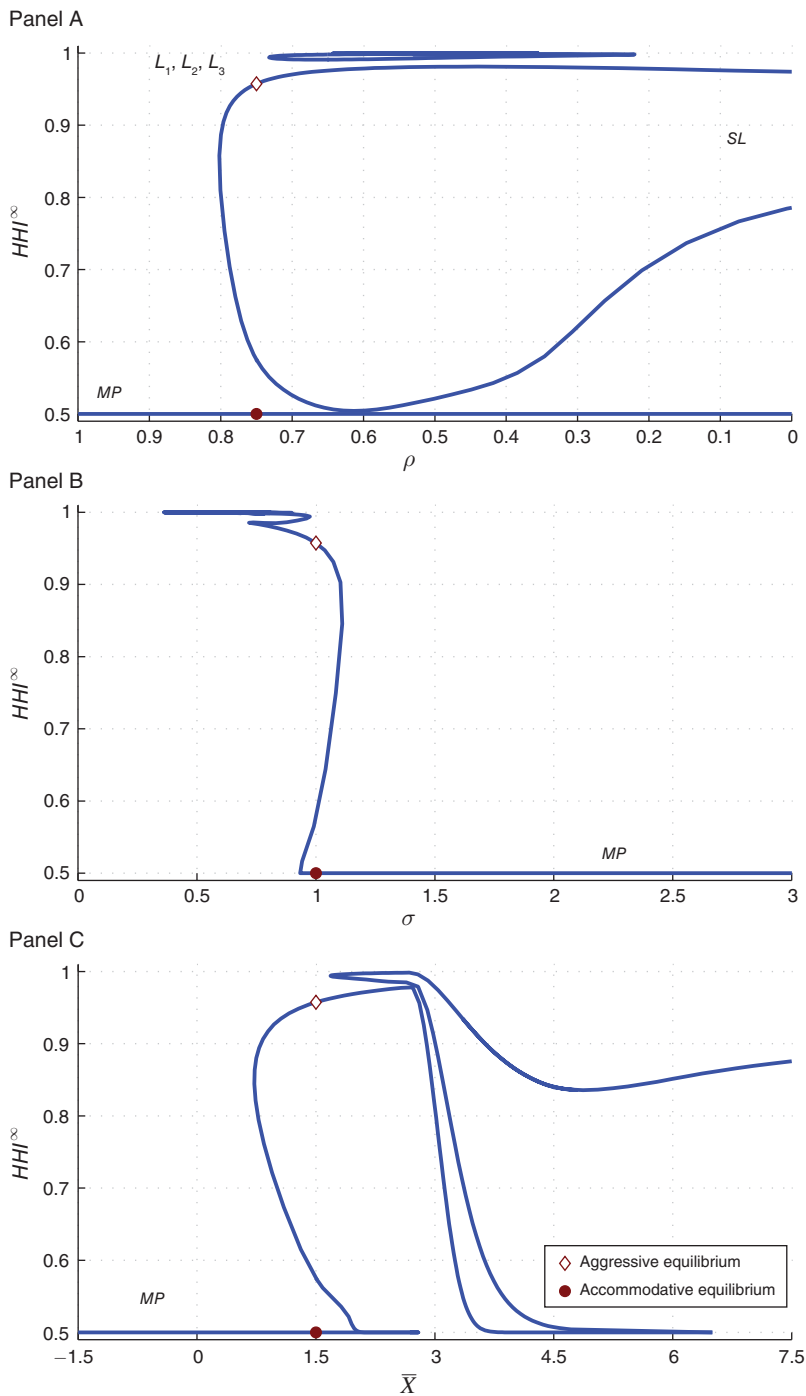 Panel A
1
L1, L2, L3
0.9
SL
0.8
HHI∞
0.7
0.6
MP
0.5
1 0.9 0.8 0.7 0.6 0.5 0.4 0.3 0.2 0.1 0
ρ
Panel B
1
0.9
0.8
HHI∞
0.7
0.6
MP
0.5
0 0.5 1 1.5 2 2.5 3
σ
Panel C
1
0.9
0.8
HHI∞
0.7
0.6
Aggressive equilibrium
MP
Accommodative equilibrium
0.5
−1.5 0 1.5 3 4.5 6 7.5
X̅